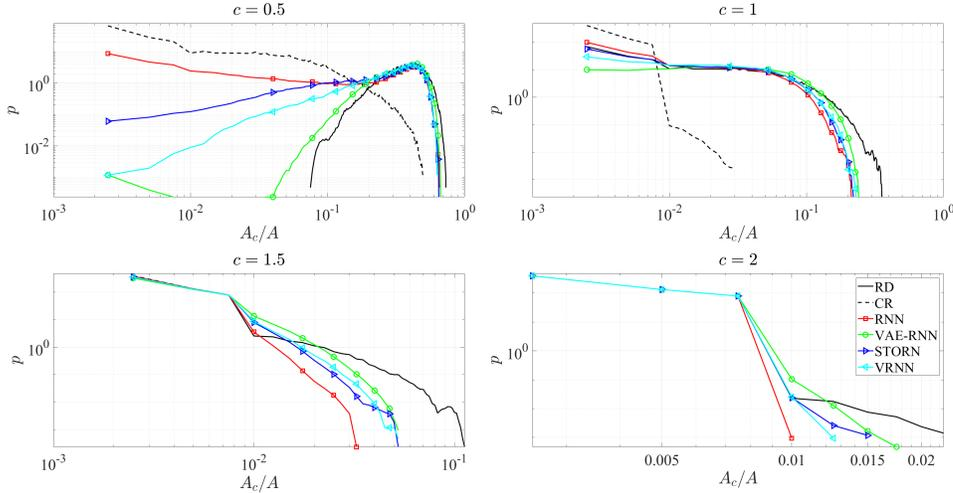 c = 0.5
p
10^0
10^-2
10^-3
10^-2
10^-1
10^0
A_c/A
c = 1
p
10^0
10^-3
10^-2
10^-1
10^0
A_c/A
c = 1.5
p
10^0
10^-3
10^-2
10^-1
A_c/A
c = 2
p
10^0
0.005
0.01
0.015
0.02
A_c/A
RD
CR
RNN
VAE-RNN
STORN
VRNN